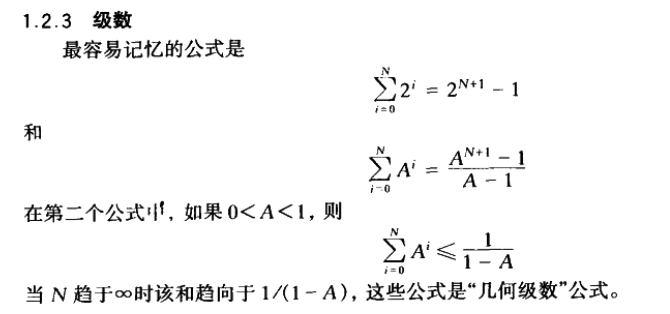 1.2.3 级数
最容易记忆的公式是
$\sum_{i=0}^{N} 2^i = 2^{N+1} - 1$
和
$\sum_{i=0}^{N} A^i = \frac{A^{N+1} - 1}{A - 1}$
在第二个公式中，如果 0<A<1，则
$\sum_{i=0}^{N} A^i \leqslant \frac{1}{1 - A}$
当 N 趋于∞时该和趋向于 1/(1 - A)，这些公式是“几何级数”公式。